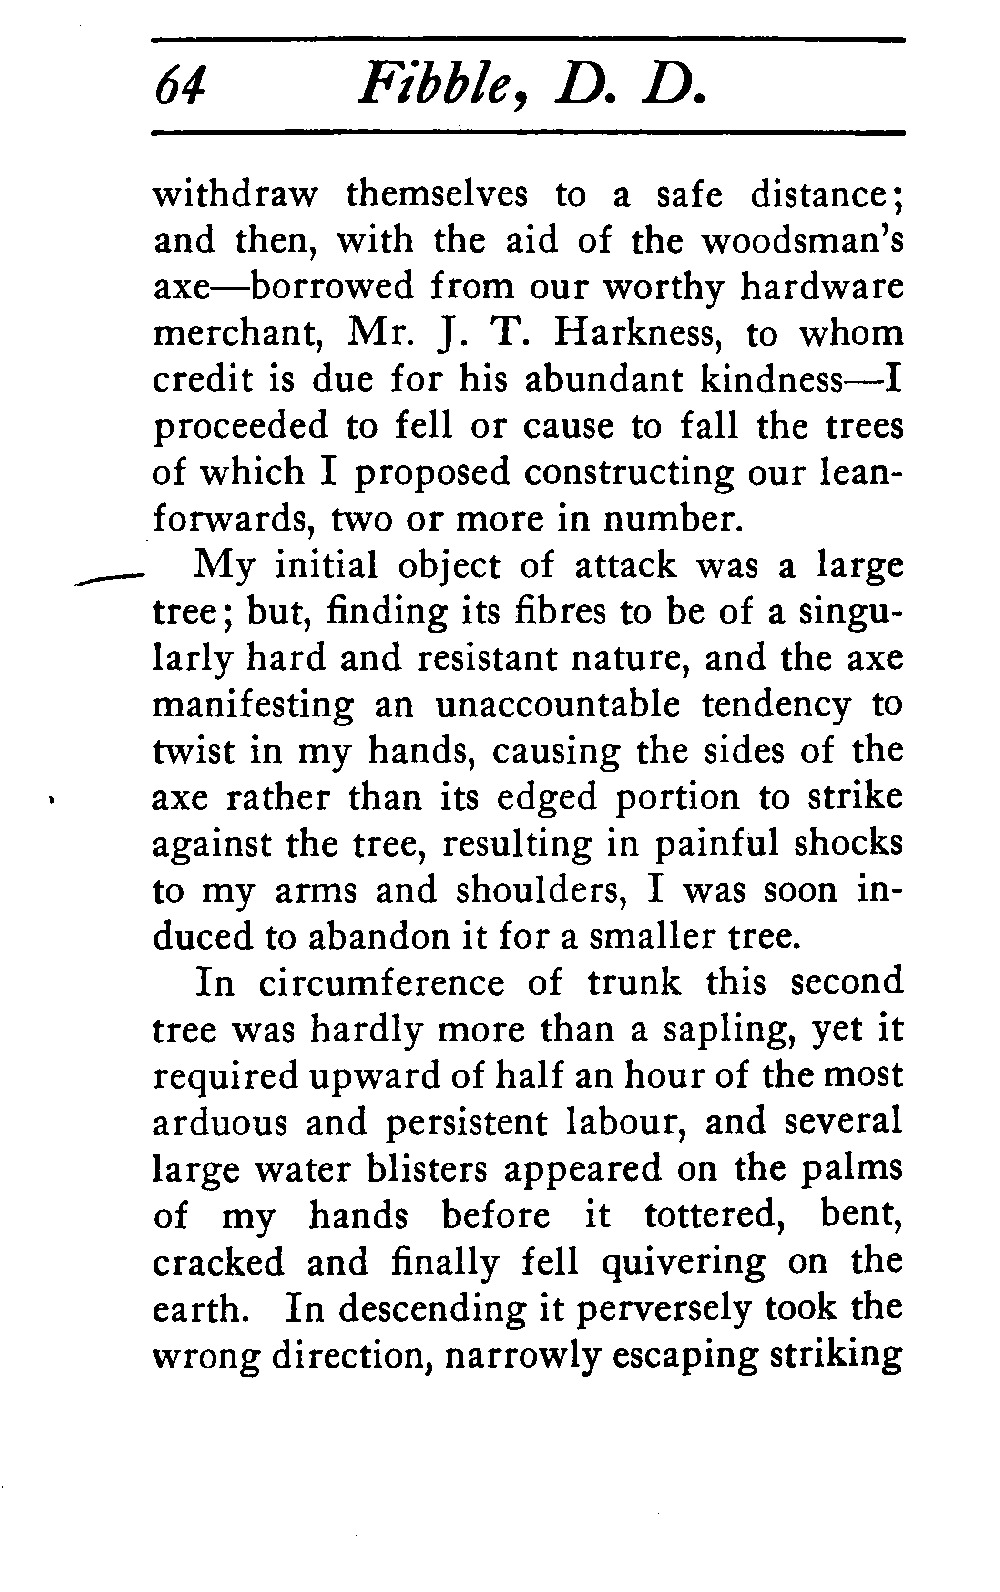 64 Fibble, D. D.
withdraw themselves to a safe distance;
and then, with the aid of the woodsman's
axe—borrowed from our worthy hardware
merchant, Mr. J. T. Harkness, to whom
credit is due for his abundant kindness—I
proceeded to fell or cause to fall the trees
of which I proposed constructing our lean-
forwards, two or more in number.
My initial object of attack was a large
tree; but, finding its fibres to be of a singu-
larly hard and resistant nature, and the axe
manifesting an unaccountable tendency to
twist in my hands, causing the sides of the
axe rather than its edged portion to strike
against the tree, resulting in painful shocks
to my arms and shoulders, I was soon in-
duced to abandon it for a smaller tree.
In circumference of trunk this second
tree was hardly more than a sapling, yet it
required upward of half an hour of the most
arduous and persistent labour, and several
large water blisters appeared on the palms
of my hands before it tottered, bent,
cracked and finally fell quivering on the
earth. In descending it perversely took the
wrong direction, narrowly escaping striking